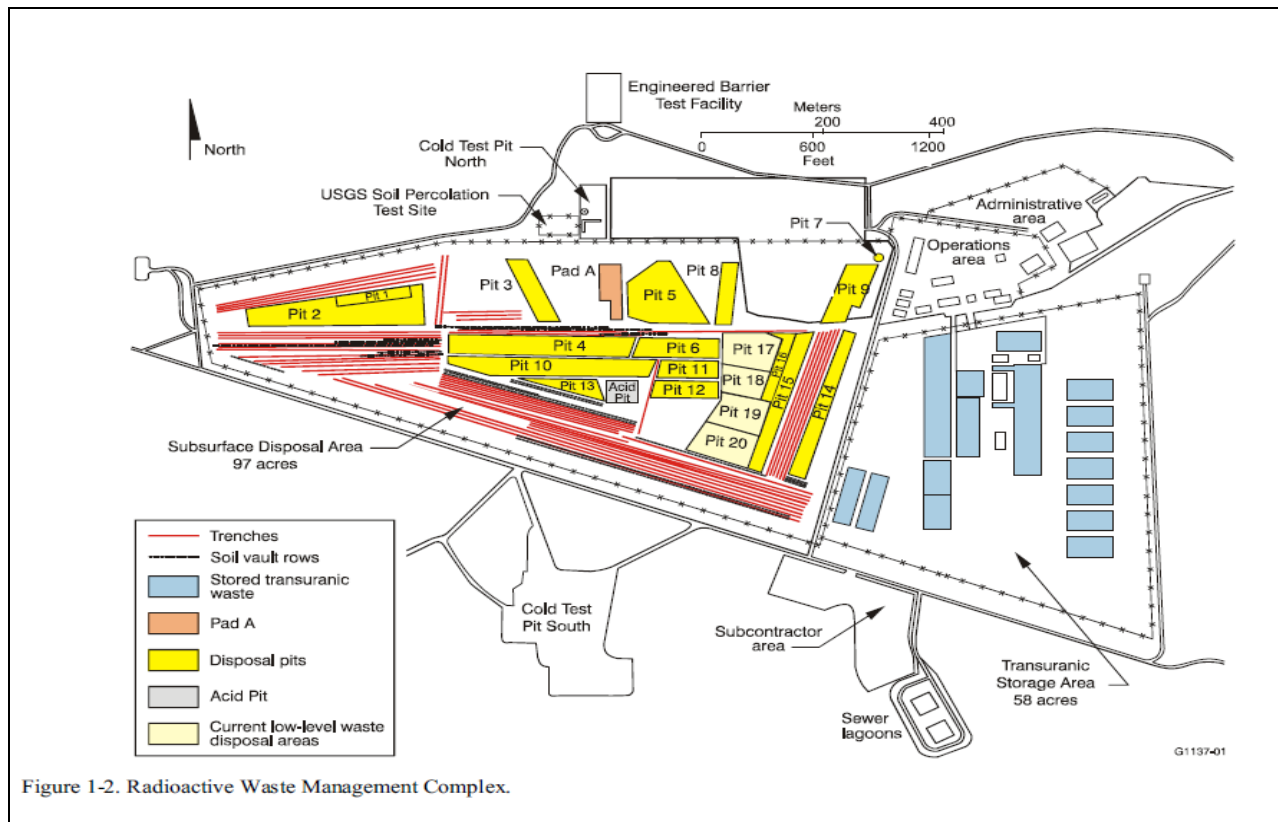 Engineered Barrier
Test Facility
Meters
200 400
0 600 1200
Feet
North
Cold Test Pit
North
USGS Soil Percolation
Test Site
Administrative
area
Operations
area
Pit 7
Pit 1
Pit 2
Pit 3
Pad A
Pit 5
Pit 8
Pit 9
Pit 4
Pit 6
Pit 10
Pit 11
Pit 12
Pit 13
Acid
Pit
Pit 17
Pit 18
Pit 19
Pit 20
Pit 16
Pit 15
Pit 14
Subsurface Disposal Area
97 acres
Trenches
Soil vault rows
Stored transuranic
waste
Pad A
Disposal pits
Acid Pit
Current low-level waste
disposal areas
Cold Test
Pit South
Subcontractor
area
Sewer
lagoons
Transuranic
Storage Area
58 acres
G1137-01
Figure 1-2. Radioactive Waste Management Complex.